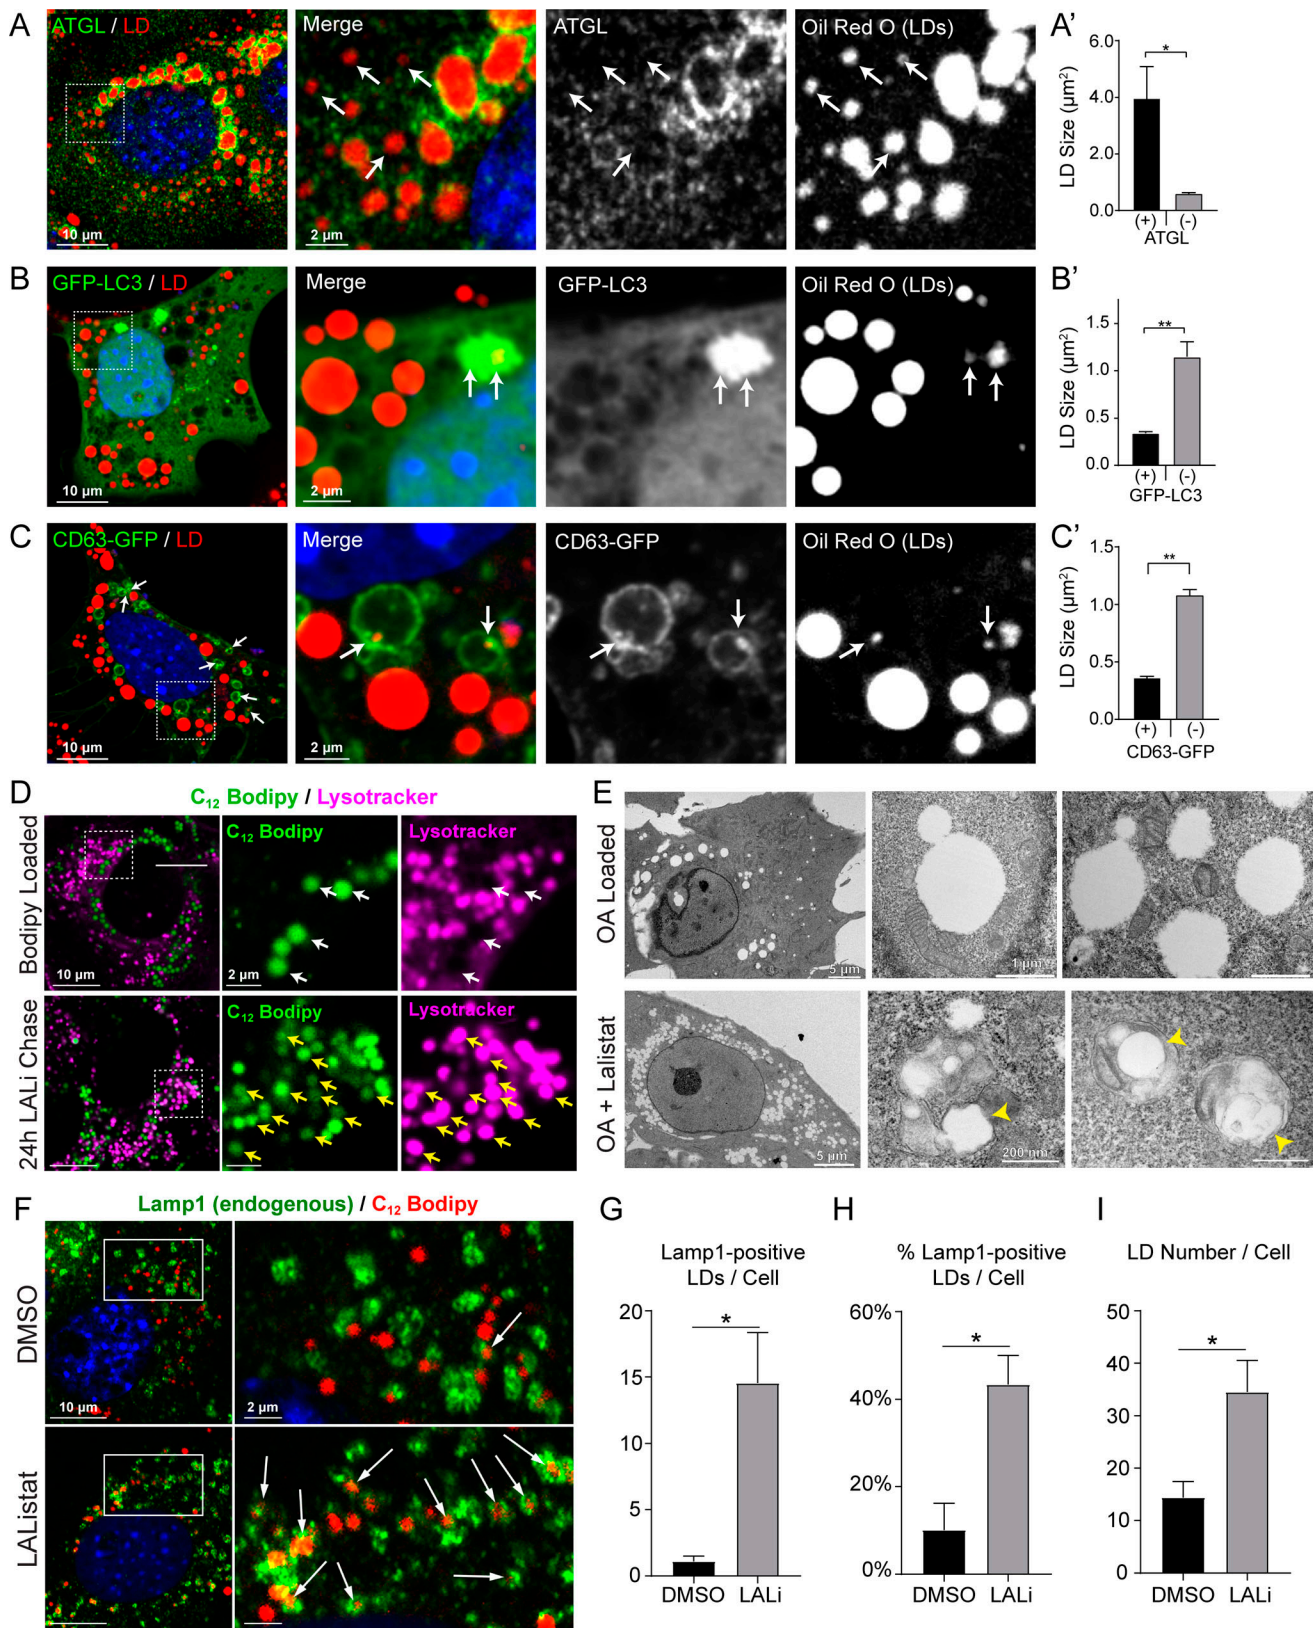 A
ATGL / LD
10 µm
Merge
2 µm
ATGL
Oil Red O (LDs)
A'
LD Size (µm²)
6.0
4.0
2.0
0.0
*
(+)
(-)
ATGL
B
GFP-LC3 / LD
10 µm
Merge
2 µm
GFP-LC3
Oil Red O (LDs)
B'
LD Size (µm²)
1.5
1.0
0.5
0.0
**
(+)
(-)
GFP-LC3
C
CD63-GFP / LD
10 µm
Merge
2 µm
CD63-GFP
Oil Red O (LDs)
C'
LD Size (µm²)
1.5
1.0
0.5
0.0
**
(+)
(-)
CD63-GFP
D
C₁₂ Bodipy / Lysotracker
Bodipy Loaded
10 µm
C₁₂ Bodipy
2 µm
Lysotracker
24h LALi Chase
C₁₂ Bodipy
Lysotracker
E
OA Loaded
5 µm
1 µm
OA + Lalistat
5 µm
200 nm
F
Lamp1 (endogenous) / C₁₂ Bodipy
DMSO
10 µm
2 µm
LAListat
G
Lamp1-positive
LDs / Cell
20
15
10
5
0
*
DMSO
LALi
H
% Lamp1-positive
LDs / Cell
60%
40%
20%
0%
*
DMSO
LALi
I
LD Number / Cell
50
40
30
20
10
0
*
DMSO
LALi